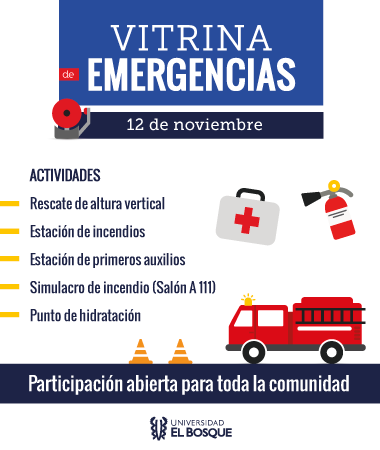 VITRINA
de EMERGENCIAS
12 de noviembre
ACTIVIDADES
Rescate de altura vertical
Estación de incendios
Estación de primeros auxilios
Simulacro de incendio (Salón A 111)
Punto de hidratación
Participación abierta para toda la comunidad
UNIVERSIDAD
EL BOSQUE